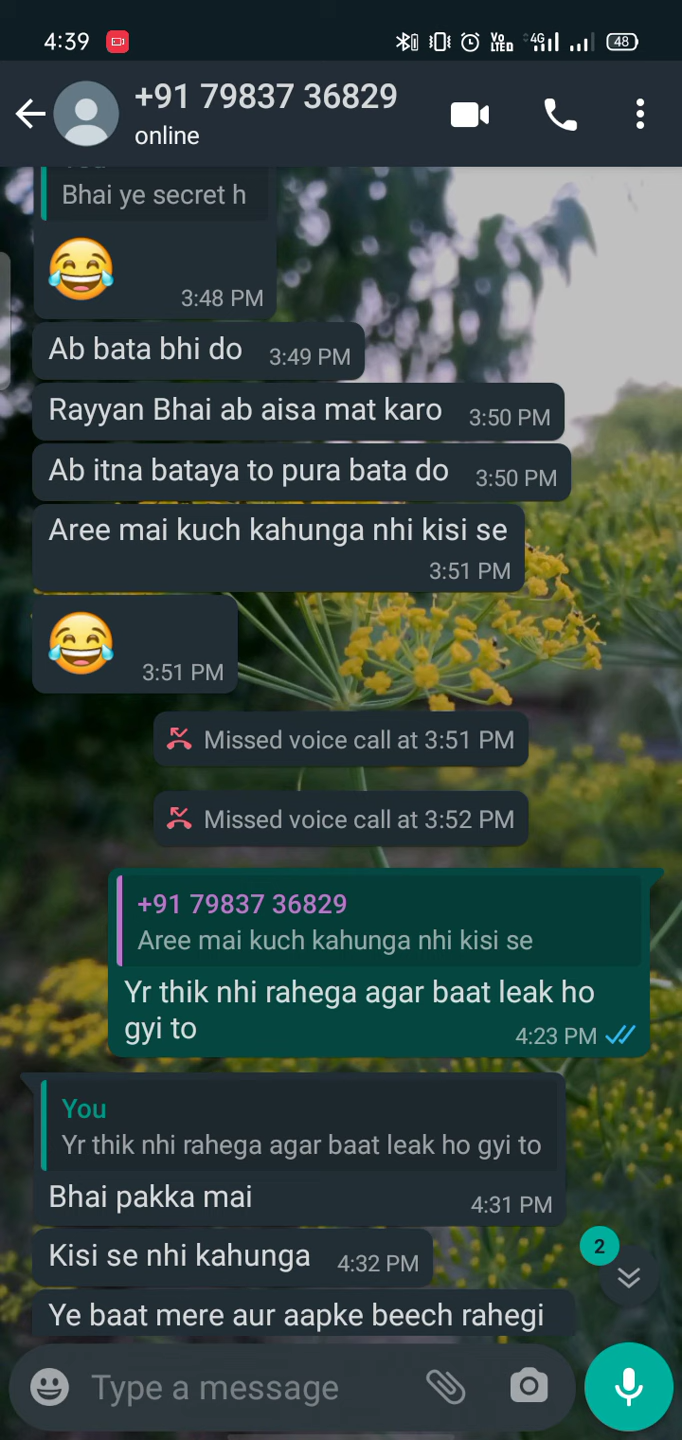 4:39
VoLTED 4G 48
+91 79837 36829
online
Bhai ye secret h
😂
3:48 PM
Ab bata bhi do 3:49 PM
Rayyan Bhai ab aisa mat karo 3:50 PM
Ab itna bataya to pura bata do 3:50 PM
Aree mai kuch kahunga nhi kisi se
3:51 PM
😂
3:51 PM
Missed voice call at 3:51 PM
Missed voice call at 3:52 PM
+91 79837 36829
Aree mai kuch kahunga nhi kisi se
Yr thik nhi rahega agar baat leak ho
gyi to 4:23 PM
You
Yr thik nhi rahega agar baat leak ho gyi to
Bhai pakka mai 4:31 PM
Kisi se nhi kahunga 4:32 PM
2
Ye baat mere aur aapke beech rahegi
Type a message